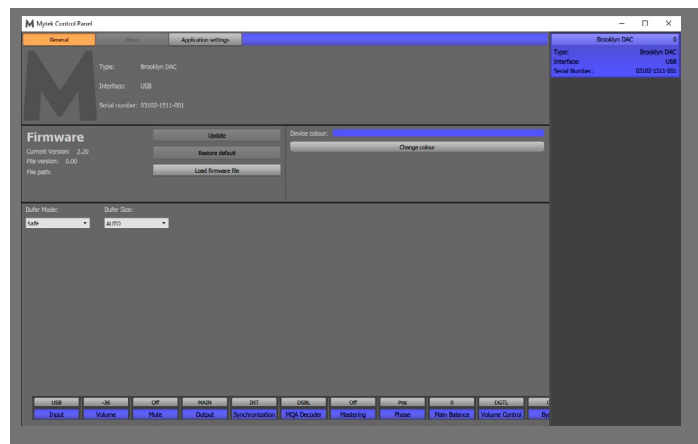 Mytek Control Panel
General
Mixer
Application settings
Brooklyn DAC 0
Type: Brooklyn DAC
Interface: USB
Serial Number: 03102-1511-001
Type: Brooklyn DAC
Interface: USB
Serial number: 03102-1511-001
Firmware
Current Version: 2.20
File version: 0.00
File path:
Update
Restore default
Load firmware file
Device colour:
Change colour
Bufer Mode: Bufer Size:
Safe AUTO
USB -36 Off MAIN INT DSBL Off Pos 0 DGTL
Input Volume Mute Output Synchronization MQA Decoder Mastering Phase Main Balance Volume Control By